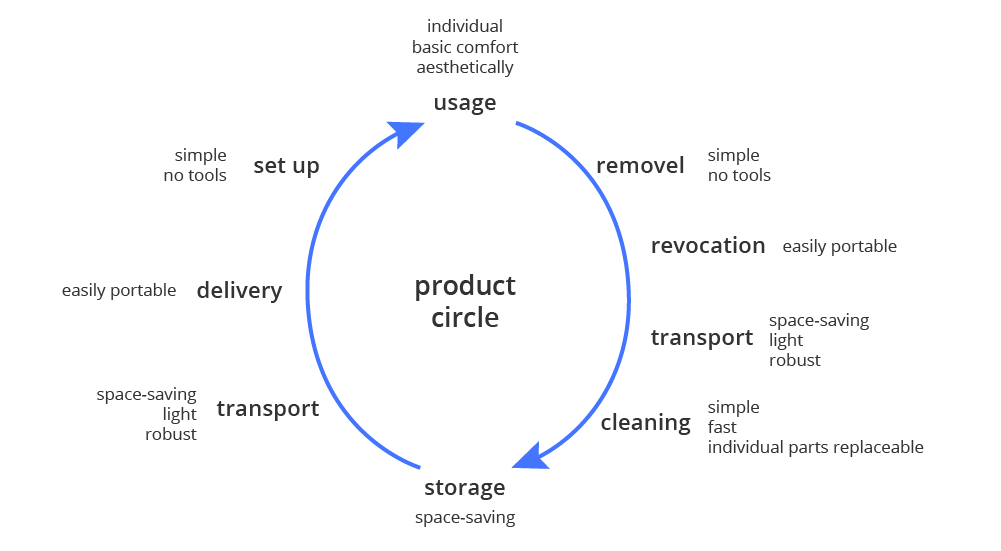 individual
basic comfort
aesthetically
usage
simple
no tools
set up
removel
simple
no tools
revocation
easily portable
easily portable
delivery
product
circle
transport
space-saving
light
robust
space-saving
light
robust
transport
cleaning
simple
fast
individual parts replaceable
storage
space-saving